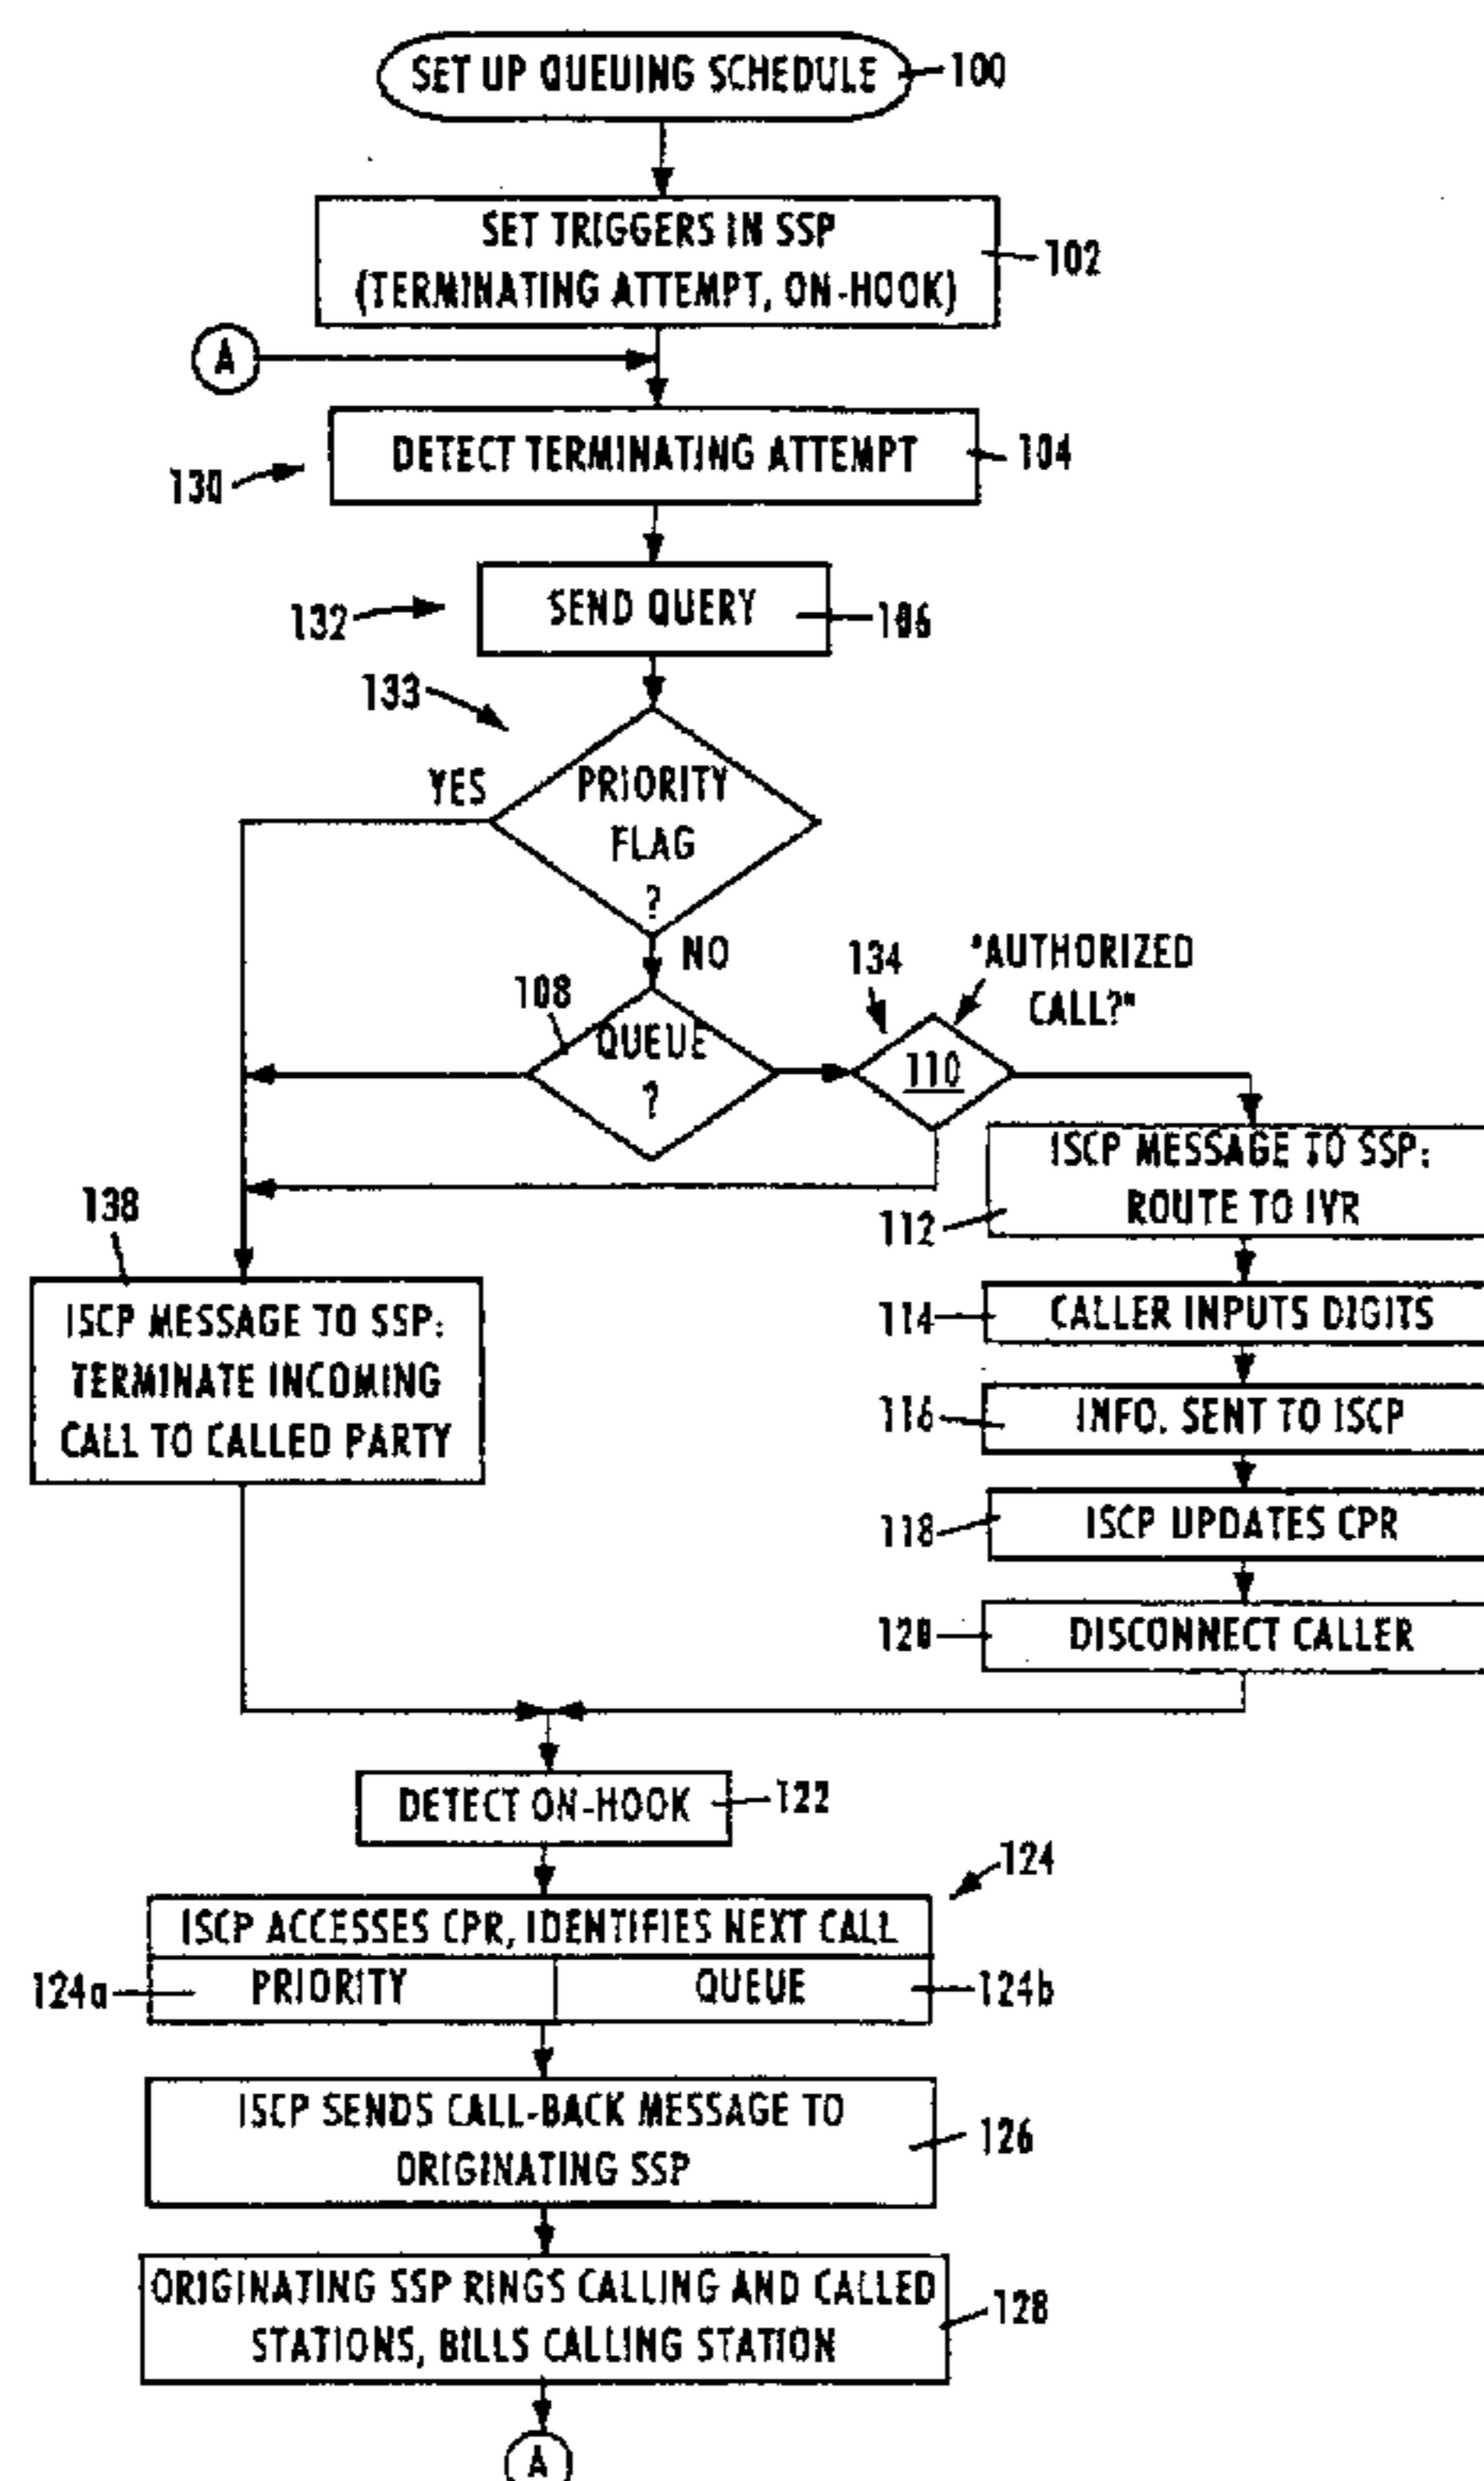 SET UP QUEUING SCHEDULE
100
SET TRIGGERS IN SSP
(TERMINATING ATTEMPT, ON-HOOK)
102
A
DETECT TERMINATING ATTEMPT
104
130
SEND QUERY
106
132
133
YES
PRIORITY
FLAG
?
NO
108
QUEUE
?
134
"AUTHORIZED
CALL?"
110
ISCP MESSAGE TO SSP:
ROUTE TO IVR
112
138
ISCP MESSAGE TO SSP:
TERMINATE INCOMING
CALL TO CALLED PARTY
114
CALLER INPUTS DIGITS
116
INFO. SENT TO ISCP
118
ISCP UPDATES CPR
120
DISCONNECT CALLER
DETECT ON-HOOK
122
124
ISCP ACCESSES CPR, IDENTIFIES NEXT CALL
124a
PRIORITY
QUEUE
124b
ISCP SENDS CALL-BACK MESSAGE TO
ORIGINATING SSP
126
ORIGINATING SSP RINGS CALLING AND CALLED
STATIONS, BILLS CALLING STATION
128
A